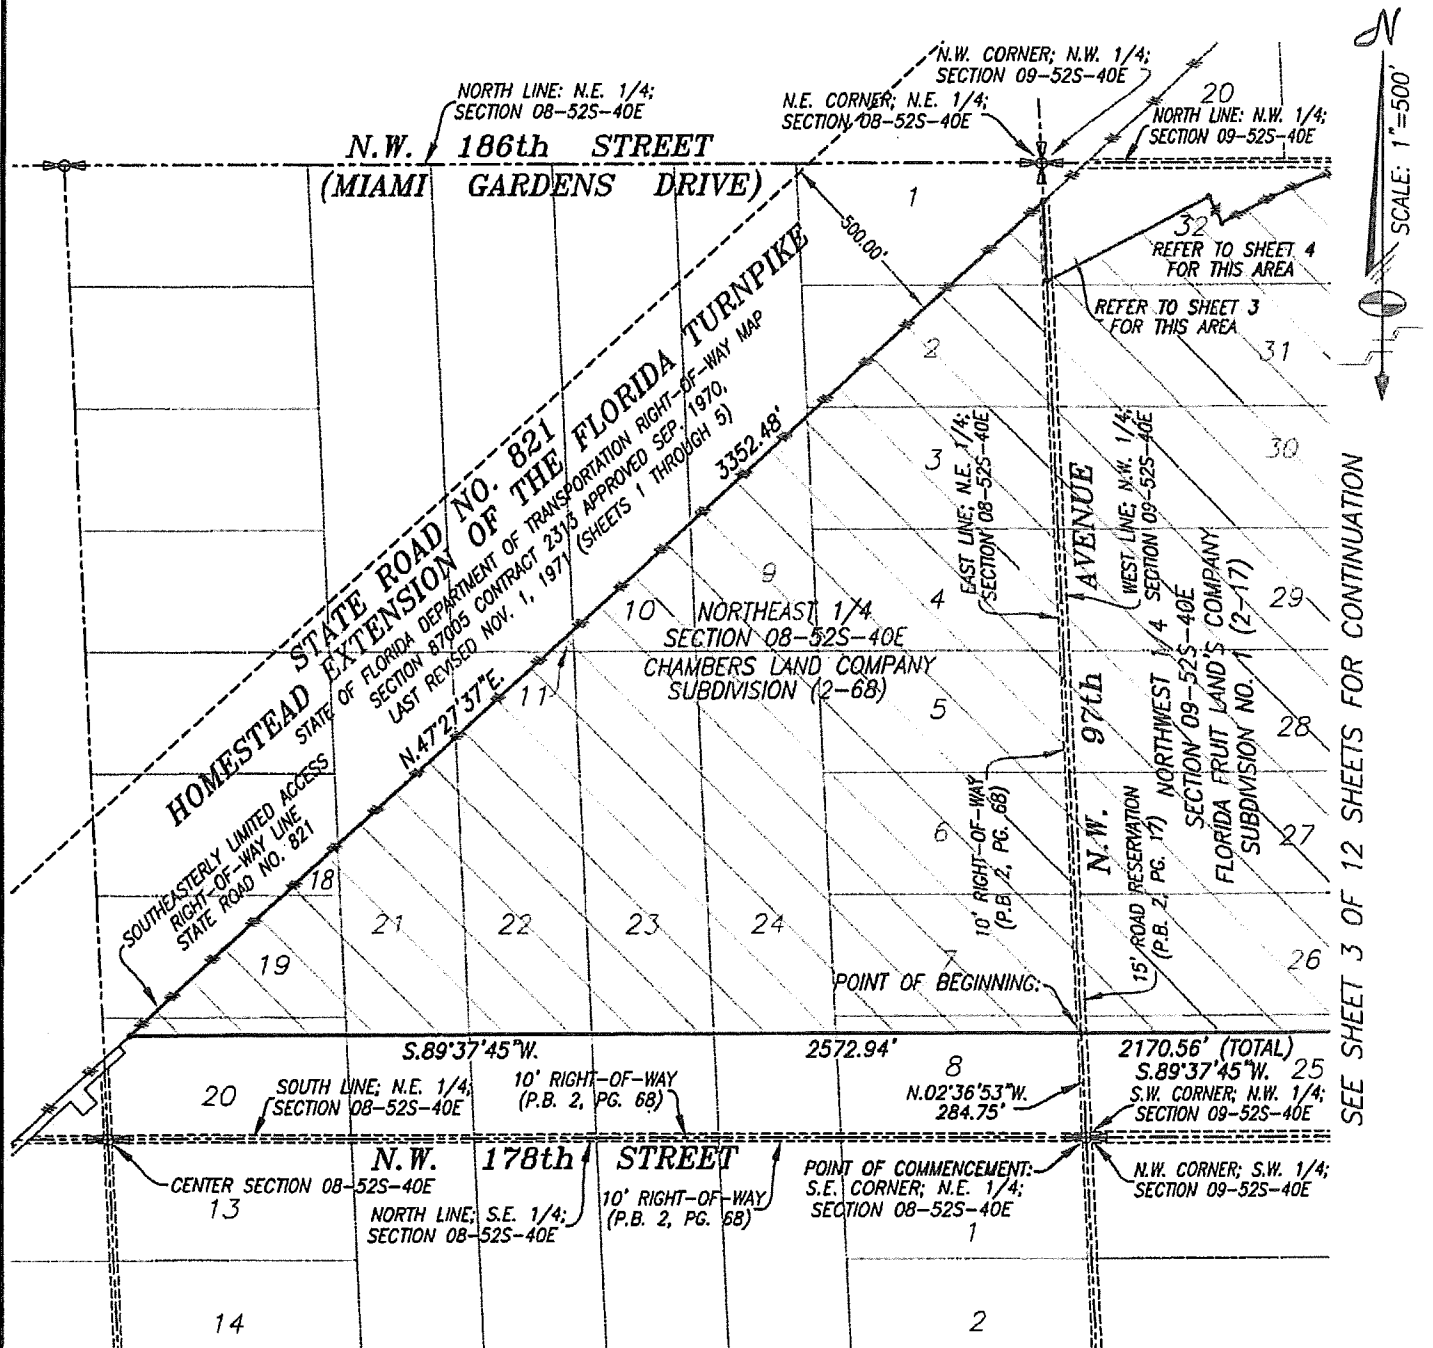 N.W. CORNER; N.W. 1/4;
SECTION 09-52S-40E
N
SCALE: 1"=500'
NORTH LINE: N.E. 1/4;
SECTION 08-52S-40E
N.E. CORNER; N.E. 1/4;
SECTION 08-52S-40E
20
NORTH LINE: N.W. 1/4;
SECTION 09-52S-40E
N.W. 186th STREET
(MIAMI GARDENS DRIVE)
1
500.00'
32
REFER TO SHEET 4
FOR THIS AREA
REFER TO SHEET 3
FOR THIS AREA
31
2
STATE ROAD NO. 821
HOMESTEAD EXTENSION OF THE FLORIDA TURNPIKE
STATE OF FLORIDA DEPARTMENT OF TRANSPORTATION RIGHT-OF-WAY MAP
SECTION 87005 CONTRACT 2313 APPROVED SEP. 1970,
LAST REVISED NOV. 1, 1971 (SHEETS 1 THROUGH 5)
3352.48'
N.47°27'37"E.
3
30
EAST LINE; N.E. 1/4;
SECTION 08-52S-40E
WEST LINE; N.W. 1/4;
SECTION 09-52S-40E
N.W. 97th AVENUE
9
10
4
29
NORTHEAST 1/4
SECTION 08-52S-40E
CHAMBERS LAND COMPANY
SUBDIVISION (2-68)
11
5
28
NORTHWEST 1/4
SECTION 09-52S-40E
FLORIDA FRUIT LAND'S COMPANY
SUBDIVISION NO. 1 (2-17)
SEE SHEET 3 OF 12 SHEETS FOR CONTINUATION
SOUTHEASTERLY LIMITED ACCESS
RIGHT-OF-WAY LINE
STATE ROAD NO. 821
10' RIGHT-OF-WAY
(P.B. 2, PG. 68)
15' ROAD RESERVATION
(P.B. 2, PG. 17)
6
27
18
21
22
23
24
19
7
26
POINT OF BEGINNING:
S.89°37'45"W.
2572.94'
2170.56' (TOTAL)
S.89°37'45"W.
25
8
20
SOUTH LINE; N.E. 1/4;
SECTION 08-52S-40E
10' RIGHT-OF-WAY
(P.B. 2, PG. 68)
N.02°36'53"W.
284.75'
S.W. CORNER; N.W. 1/4;
SECTION 09-52S-40E
N.W. 178th STREET
CENTER SECTION 08-52S-40E
13
NORTH LINE; S.E. 1/4;
SECTION 08-52S-40E
10' RIGHT-OF-WAY
(P.B. 2, PG. 68)
POINT OF COMMENCEMENT:
S.E. CORNER; N.E. 1/4;
SECTION 08-52S-40E
N.W. CORNER; S.W. 1/4;
SECTION 09-52S-40E
1
14
2